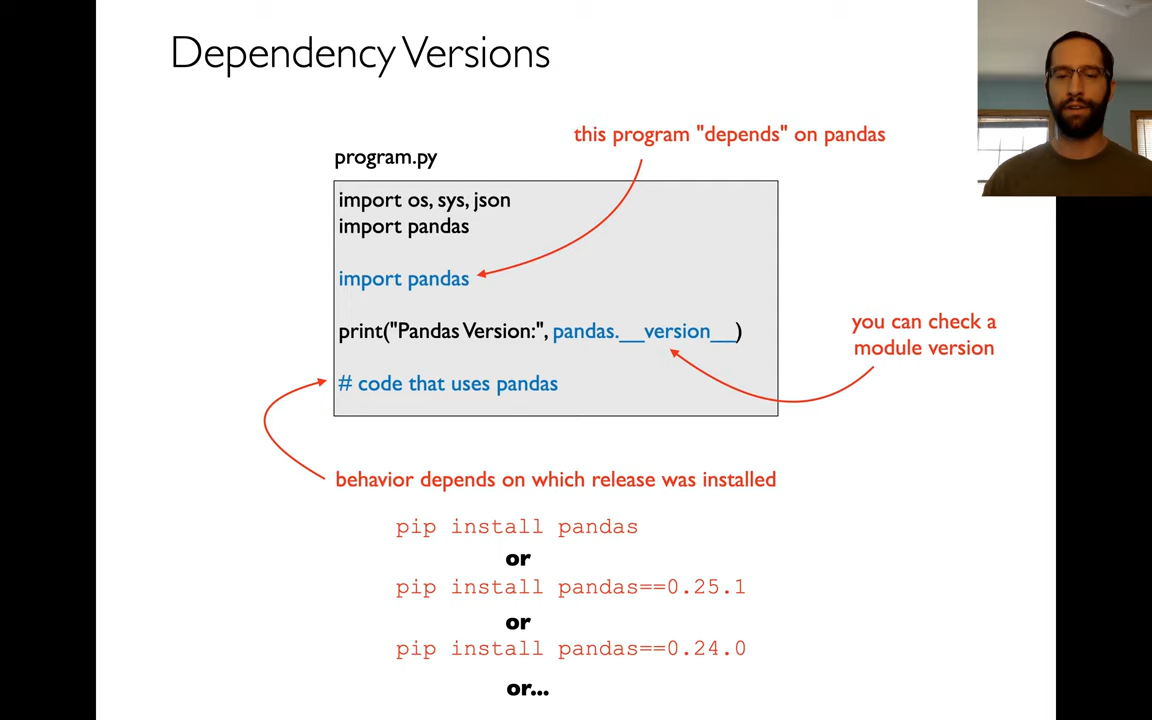 Dependency Versions
this program "depends" on pandas
program.py
import os, sys, json
import pandas
import pandas
print("Pandas Version:", pandas.__version__)
you can check a
module version
# code that uses pandas
behavior depends on which release was installed
pip install pandas
or
pip install pandas==0.25.1
or
pip install pandas==0.24.0
or...